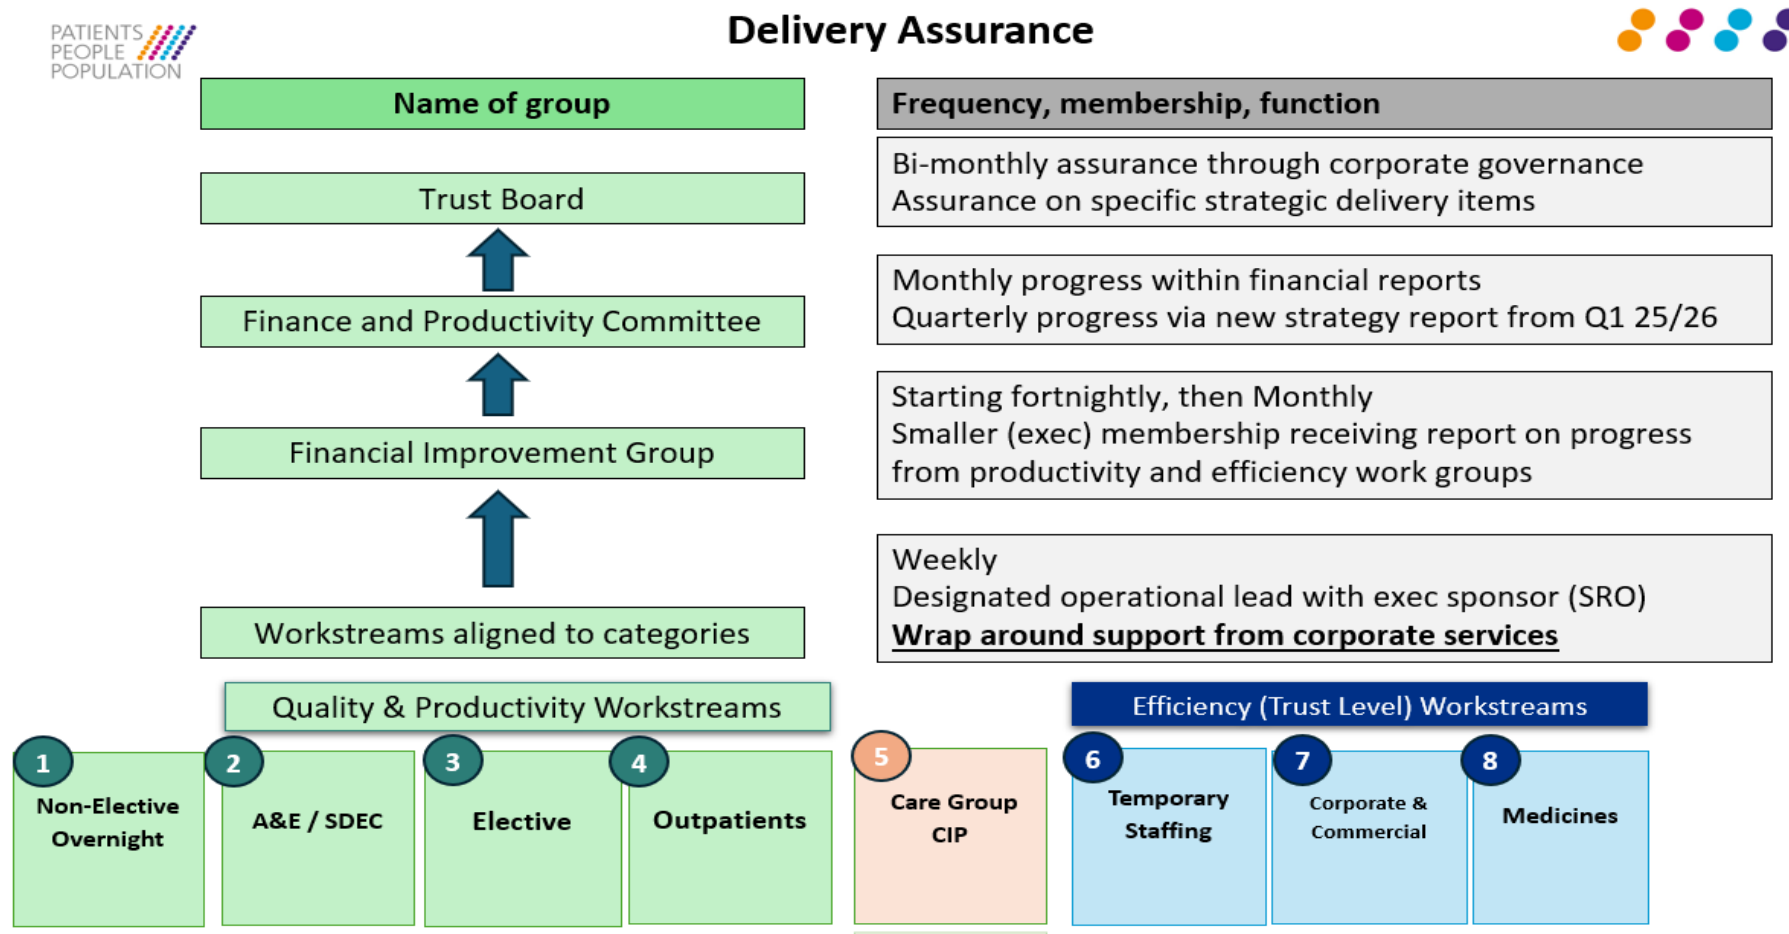 PATIENTS
PEOPLE
POPULATION
Delivery Assurance
Name of group
Frequency, membership, function
Trust Board
Bi-monthly assurance through corporate governance
Assurance on specific strategic delivery items
Finance and Productivity Committee
Monthly progress within financial reports
Quarterly progress via new strategy report from Q1 25/26
Financial Improvement Group
Starting fortnightly, then Monthly
Smaller (exec) membership receiving report on progress
from productivity and efficiency work groups
Workstreams aligned to categories
Weekly
Designated operational lead with exec sponsor (SRO)
Wrap around support from corporate services
Quality & Productivity Workstreams
Efficiency (Trust Level) Workstreams
1
Non-Elective
Overnight
2
A&E / SDEC
3
Elective
4
Outpatients
5
Care Group
CIP
6
Temporary
Staffing
7
Corporate &
Commercial
8
Medicines